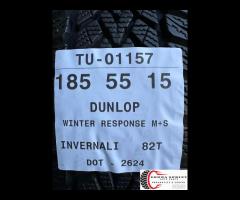 TU-01157
185 55 15
DUNLOP
WINTER RESPONSE M+S
INVERNALI 82T
DOT - 2624